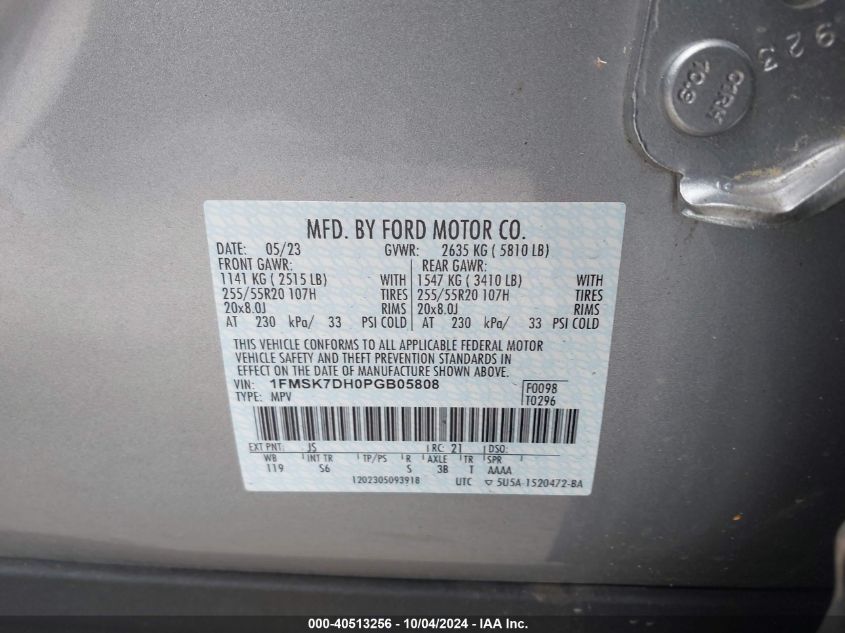 923
01RH
10.9
MFD. BY FORD MOTOR CO.
DATE: 05/23 GVWR: 2635 KG ( 5810 LB)
FRONT GAWR: REAR GAWR:
1141 KG ( 2515 LB) WITH 1547 KG ( 3410 LB) WITH
255/55R20 107H TIRES 255/55R20 107H TIRES
20x8.0J RIMS 20x8.0J RIMS
AT 230 kPa/ 33 PSI COLD AT 230 kPa/ 33 PSI COLD
THIS VEHICLE CONFORMS TO ALL APPLICABLE FEDERAL MOTOR
VEHICLE SAFETY AND THEFT PREVENTION STANDARDS IN
EFFECT ON THE DATE OF MANUFACTURE SHOWN ABOVE.
VIN: 1FMSK7DH0PGB05808 F0098
TYPE: MPV T0296
EXT PNT: JS RC: 21 DSO:
WB INT TR TP/PS R AXLE TR SPR
119 S6 S 3B T AAAA
1202305093918 UTC ▽ 5U5A-1520472-BA
000-40513256 - 10/04/2024 - IAA Inc.